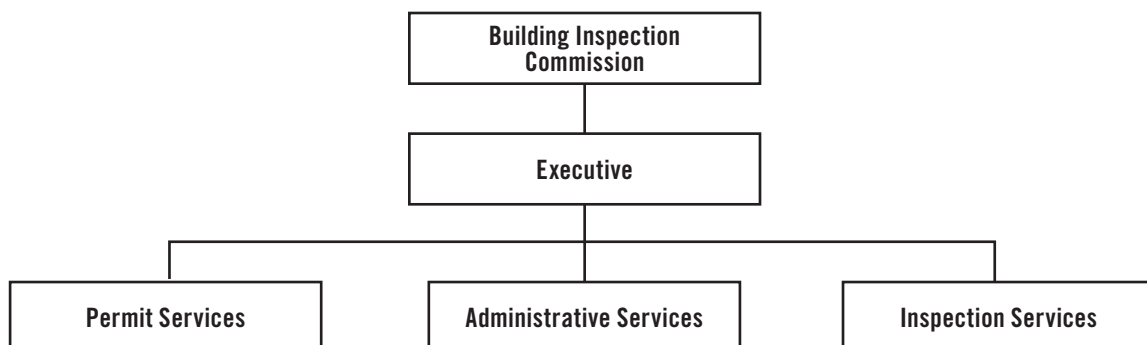 Building Inspection
Commission
Executive
Permit Services
Administrative Services
Inspection Services